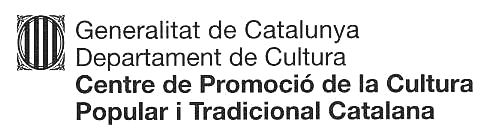 Generalitat de Catalunya
Departament de Cultura
Centre de Promoció de la Cultura
Popular i Tradicional Catalana